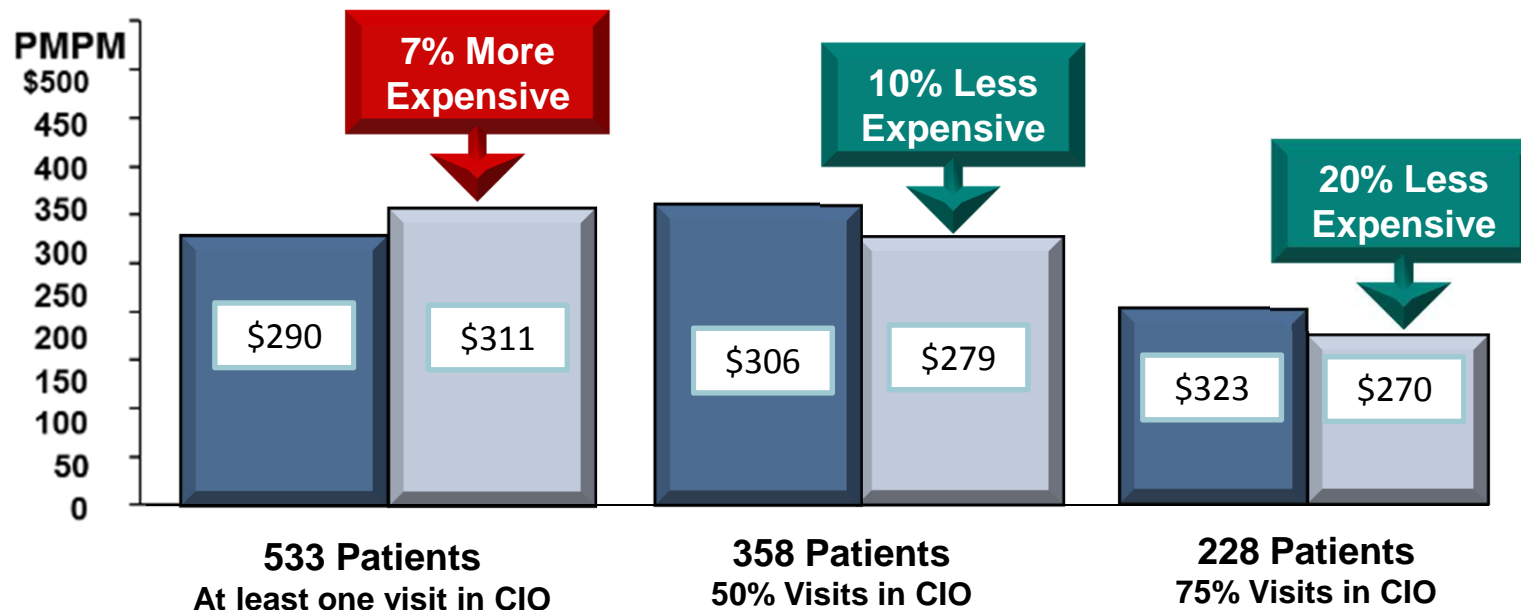 PMPM
$500
450
400
350
300
250
200
150
100
50
0
7% More
Expensive
10% Less
Expensive
20% Less
Expensive
$290
$311
$306
$279
$323
$270
533 Patients
At least one visit in CIO
358 Patients
50% Visits in CIO
228 Patients
75% Visits in CIO